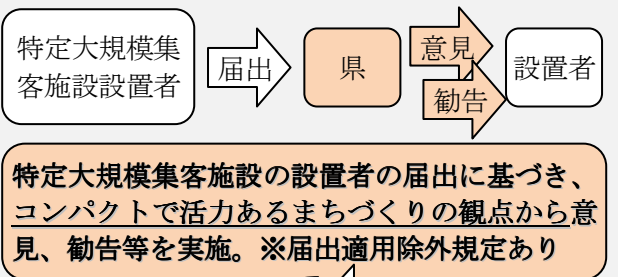 特定大規模集
客施設設置者
届出
県
意見
勧告
設置者
特定大規模集客施設の設置者の届出に基づき、
コンパクトで活力あるまちづくりの観点から意
見、勧告等を実施。※届出適用除外規定あり